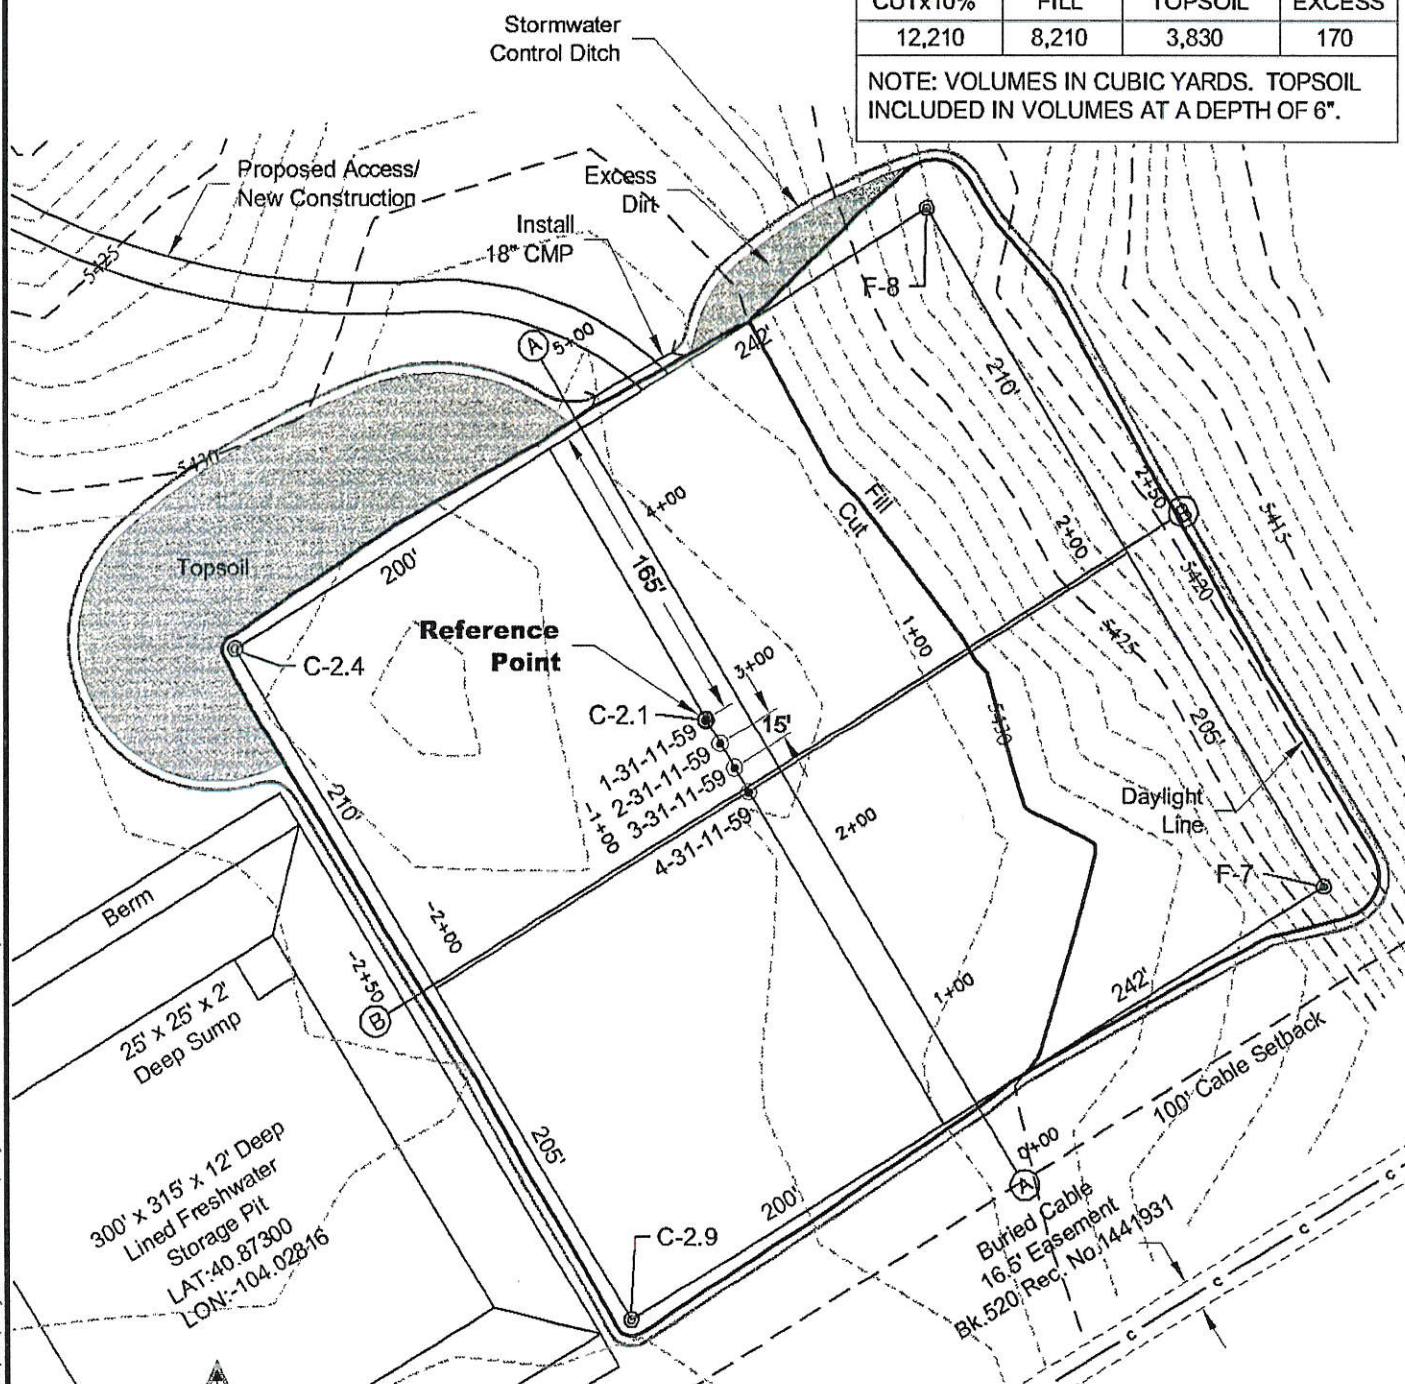 CUTx10% FILL TOPSOIL EXCESS
12,210 8,210 3,830 170
NOTE: VOLUMES IN CUBIC YARDS. TOPSOIL
INCLUDED IN VOLUMES AT A DEPTH OF 6".
Stormwater
Control Ditch
Proposed Access/
New Construction
Excess
Dirt
Install
18" CMP
5425
F-8
A
5+00
242'
210'
5430
4+00
Fill
Cut
2+50
B
5415
2+00
Topsoil
200'
165'
5420
Reference
Point
1+00
5425
C-2.4
3+00
C-2.1
15'
5430
205'
1-31-11-59
2-31-11-59
3-31-11-59
4-31-11-59
-1+00
210'
2+00
Daylight
Line
F-7
Berm
-2+00
-2+50
B
1+00
242'
25' x 25' x 2'
Deep Sump
100' Cable Setback
205'
0+00
A
300' x 315' x 12' Deep
Lined Freshwater
Storage Pit
LAT:40.87300
LON:-104.02816
200'
C-2.9
Buried Cable
16.5' Easement
Bk.520 Rec. No.1441931
c
c
c